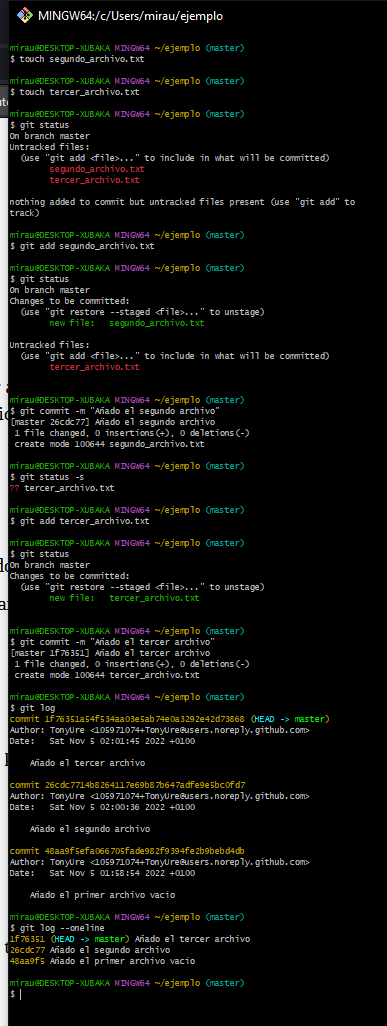 MINGW64:/c/Users/mirau/ejemplo
mirau@DESKTOP-XUBAKA MINGW64 ~/ejemplo (master)
$ touch segundo_archivo.txt
mirau@DESKTOP-XUBAKA MINGW64 ~/ejemplo (master)
$ touch tercer_archivo.txt
mirau@DESKTOP-XUBAKA MINGW64 ~/ejemplo (master)
$ git status
On branch master
Untracked files:
  (use "git add <file>..." to include in what will be committed)
        segundo_archivo.txt
        tercer_archivo.txt
nothing added to commit but untracked files present (use "git add" to
track)
mirau@DESKTOP-XUBAKA MINGW64 ~/ejemplo (master)
$ git add segundo_archivo.txt
mirau@DESKTOP-XUBAKA MINGW64 ~/ejemplo (master)
$ git status
On branch master
Changes to be committed:
  (use "git restore --staged <file>..." to unstage)
        new file:   segundo_archivo.txt
Untracked files:
  (use "git add <file>..." to include in what will be committed)
        tercer_archivo.txt
mirau@DESKTOP-XUBAKA MINGW64 ~/ejemplo (master)
$ git commit -m "Añado el segundo archivo"
[master 26cdc77] Añado el segundo archivo
 1 file changed, 0 insertions(+), 0 deletions(-)
 create mode 100644 segundo_archivo.txt
mirau@DESKTOP-XUBAKA MINGW64 ~/ejemplo (master)
$ git status -s
?? tercer_archivo.txt
mirau@DESKTOP-XUBAKA MINGW64 ~/ejemplo (master)
$ git add tercer_archivo.txt
mirau@DESKTOP-XUBAKA MINGW64 ~/ejemplo (master)
$ git status
On branch master
Changes to be committed:
  (use "git restore --staged <file>..." to unstage)
        new file:   tercer_archivo.txt
mirau@DESKTOP-XUBAKA MINGW64 ~/ejemplo (master)
$ git commit -m "Añado el tercer archivo"
[master 1f76351] Añado el tercer archivo
 1 file changed, 0 insertions(+), 0 deletions(-)
 create mode 100644 tercer_archivo.txt
mirau@DESKTOP-XUBAKA MINGW64 ~/ejemplo (master)
$ git log
commit 1f76351a54f534aa03e5ab74e0a3292e42d73868 (HEAD -> master)
Author: TonyUre <105971074+TonyUre@users.noreply.github.com>
Date:   Sat Nov 5 02:01:45 2022 +0100
    Añado el tercer archivo
commit 26cdc7714b8264117e69b87b647adfe9e5bc0fd7
Author: TonyUre <105971074+TonyUre@users.noreply.github.com>
Date:   Sat Nov 5 02:00:36 2022 +0100
    Añado el segundo archivo
commit 48aa9f5efa066705fade982f9394fe2b9bebd4db
Author: TonyUre <105971074+TonyUre@users.noreply.github.com>
Date:   Sat Nov 5 01:58:54 2022 +0100
    Añado el primer archivo vacio
mirau@DESKTOP-XUBAKA MINGW64 ~/ejemplo (master)
$ git log --oneline
1f76351 (HEAD -> master) Añado el tercer archivo
26cdc77 Añado el segundo archivo
48aa9f5 Añado el primer archivo vacio
mirau@DESKTOP-XUBAKA MINGW64 ~/ejemplo (master)
$